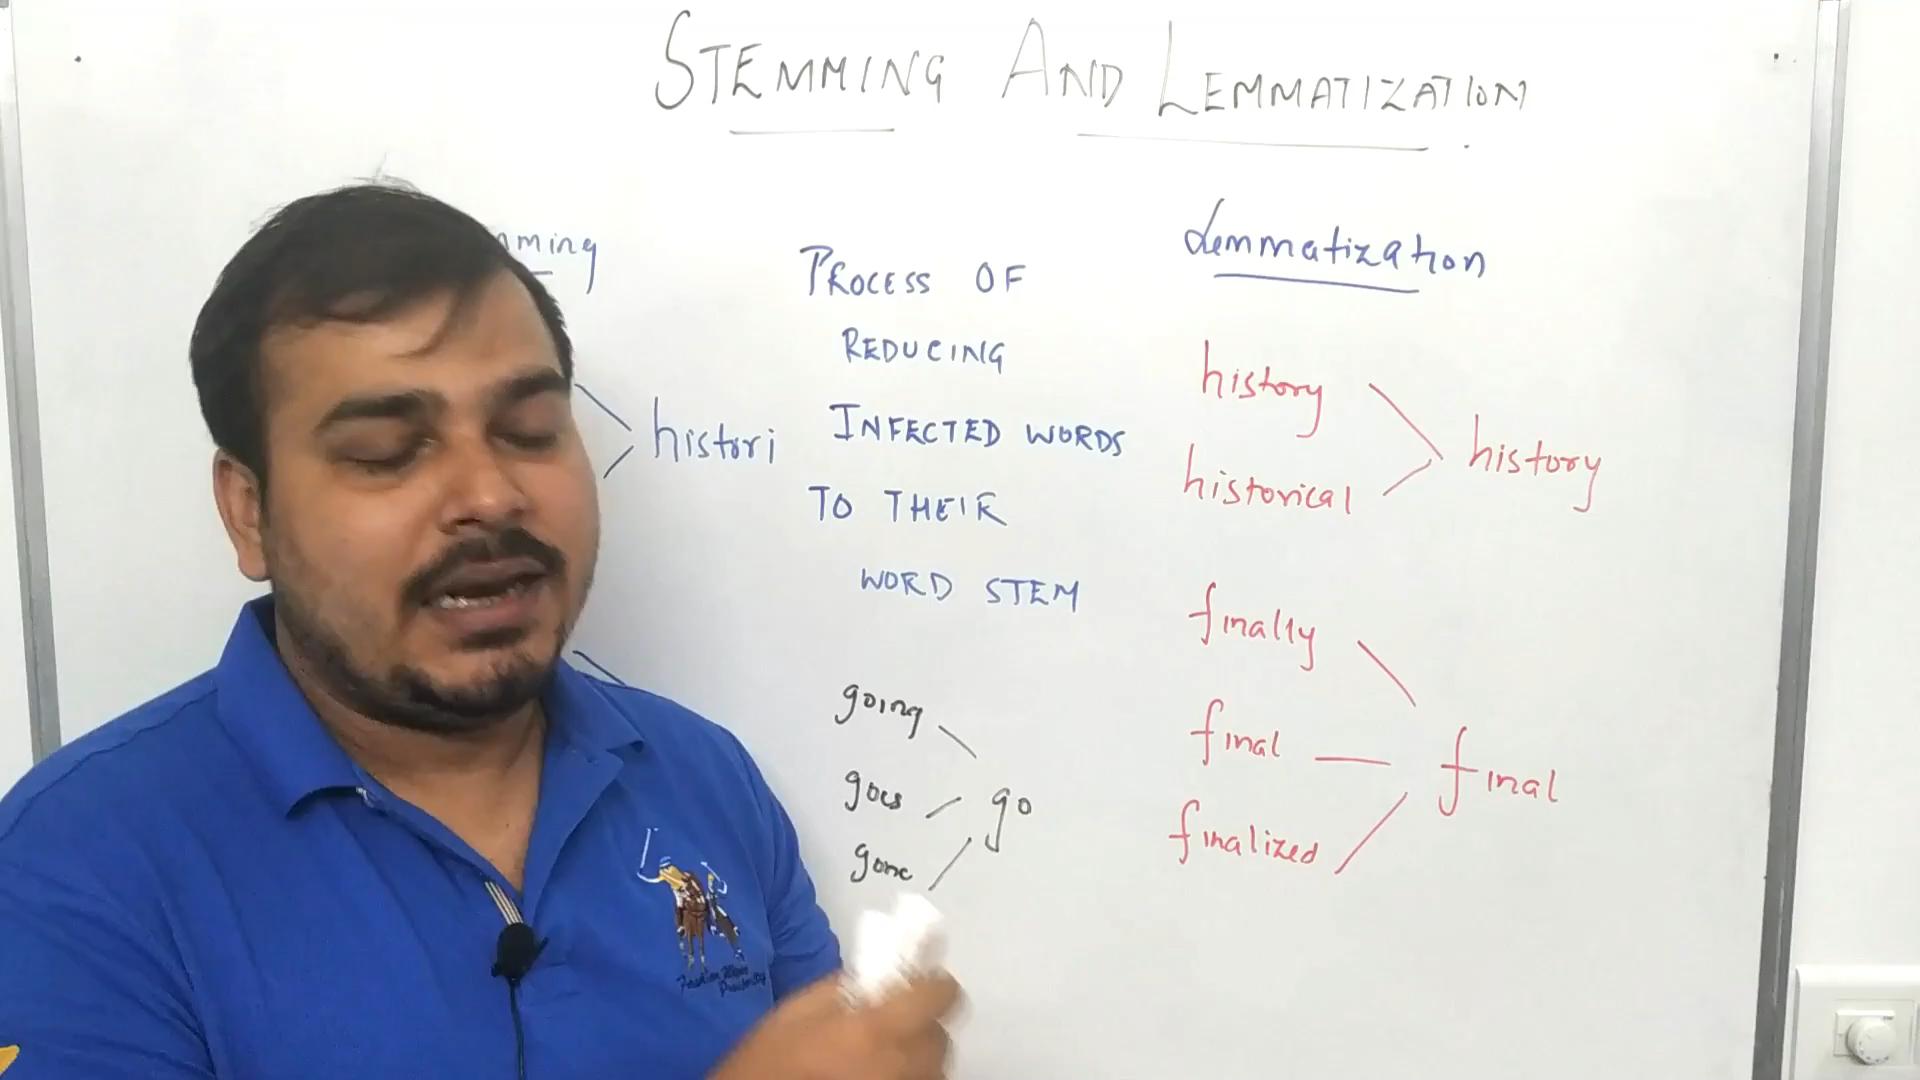 STEMMING AND LEMMATIZATION
mming
histori
PROCESS OF
REDUCING
INFECTED WORDS
TO THEIR
WORD STEM
going
goes
gone
go
Lemmatization
history
historical
history
finally
final
finalized
final